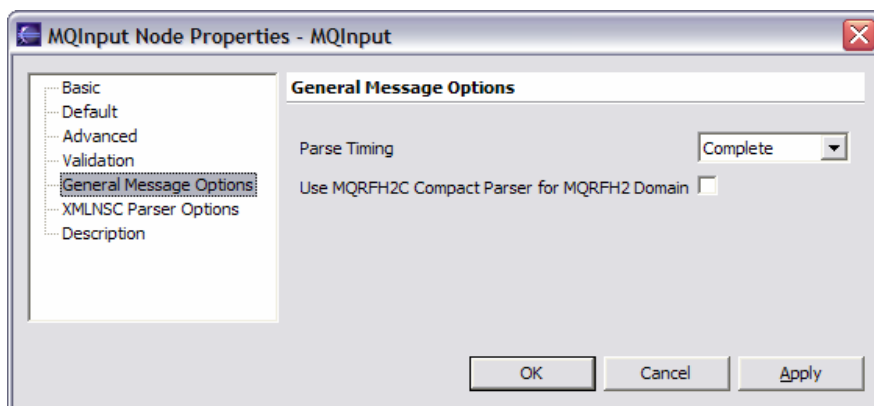 MQInput Node Properties - MQInput
Basic
Default
Advanced
Validation
General Message Options
XMLNSC Parser Options
Description
General Message Options
Parse Timing Complete
Use MQRFH2C Compact Parser for MQRFH2 Domain
OK Cancel Apply